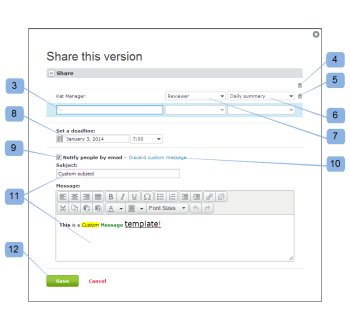 Share this version
Share
Kat Manager Reviewer Daily summary
Set a deadline:
January 3, 2014 7:00
Notify people by email - Discard custom message
Subject:
Custom subject
Message:
B I U Ω
A Font Sizes
This is a Custom Message template!
Save Cancel
3
8
9
11
12
4
5
6
7
10